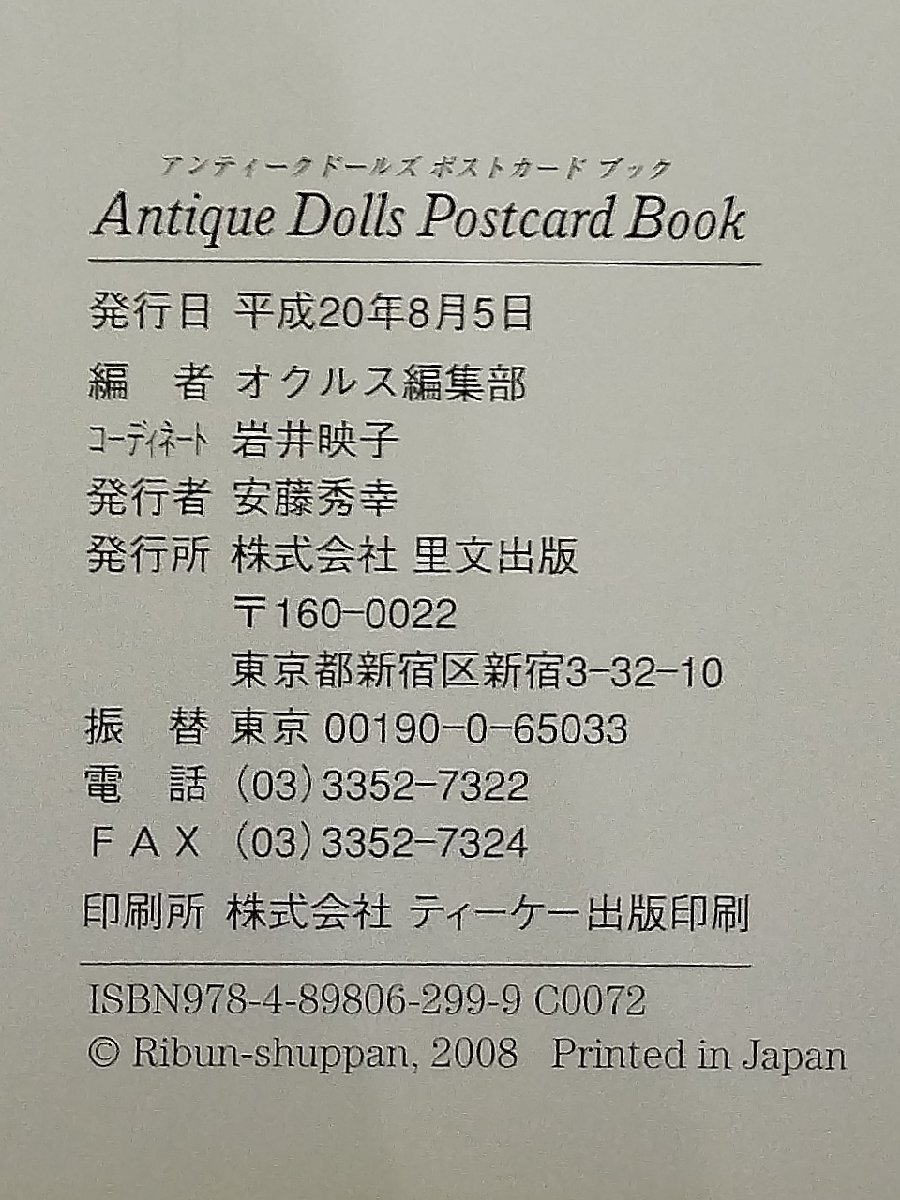 アンティークドールズ ポストカード ブック
Antique Dolls Postcard Book
発行日 平成20年8月5日
編　者 オクルス編集部
コーディネート 岩井映子
発行者 安藤秀幸
発行所 株式会社 里文出版
〒160-0022
東京都新宿区新宿3-32-10
振　替 東京 00190-0-65033
電　話 (03)3352-7322
ＦＡＸ (03)3352-7324
印刷所 株式会社 ティーケー出版印刷
ISBN978-4-89806-299-9 C0072
© Ribun-shuppan, 2008 Printed in Japan